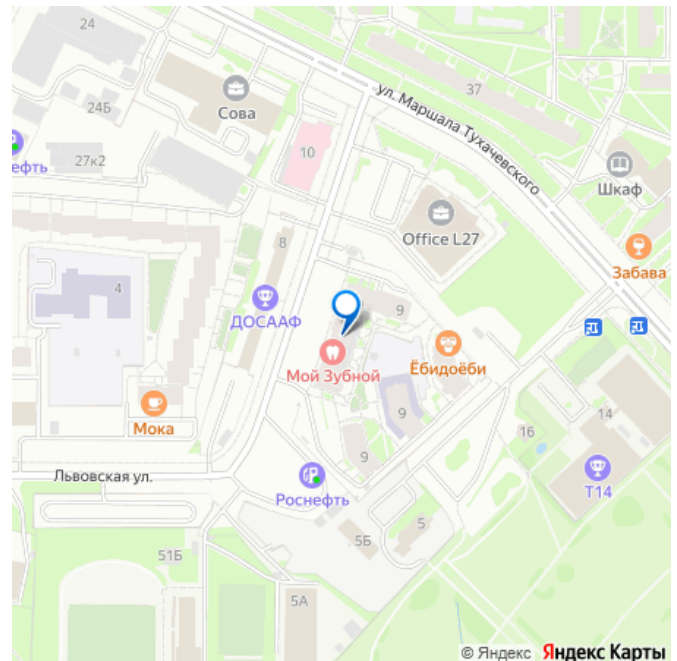 24
24Б
Сова
37
ул. Маршала Тухачевского
10
27к2
ефть
Шкаф
Office L27
8
Забава
4
ДОСААФ
9
Мой Зубной
Ёбидоёби
Мока
9
14
16
9
Львовская ул.
Роснефть
Т14
5
5Б
51Б
5А
© Яндекс Яндекс Карты